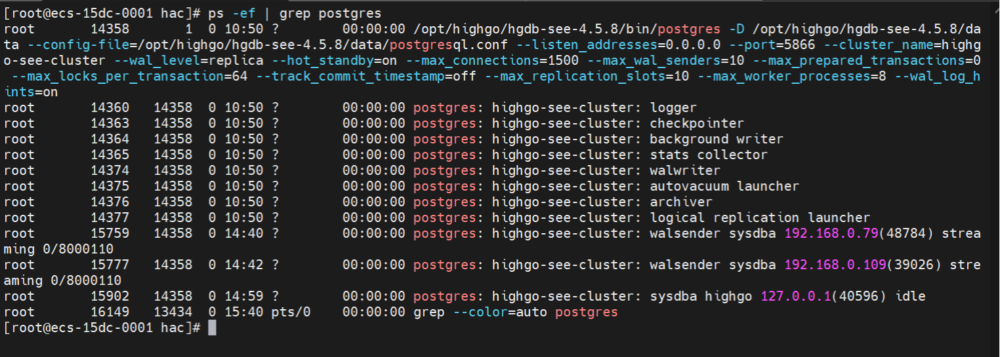 [root@ecs-15dc-0001 hac]# ps -ef | grep postgres
root       14358       1  0 10:50 ?        00:00:00 /opt/highgo/hgdb-see-4.5.8/bin/postgres -D /opt/highgo/hgdb-see-4.5.8/da
ta --config-file=/opt/highgo/hgdb-see-4.5.8/data/postgresql.conf --listen_addresses=0.0.0.0 --port=5866 --cluster_name=highg
o-see-cluster --wal_level=replica --hot_standby=on --max_connections=1500 --max_wal_senders=10 --max_prepared_transactions=0
 --max_locks_per_transaction=64 --track_commit_timestamp=off --max_replication_slots=10 --max_worker_processes=8 --wal_log_h
ints=on
root       14360   14358  0 10:50 ?        00:00:00 postgres: highgo-see-cluster: logger
root       14363   14358  0 10:50 ?        00:00:00 postgres: highgo-see-cluster: checkpointer
root       14364   14358  0 10:50 ?        00:00:00 postgres: highgo-see-cluster: background writer
root       14365   14358  0 10:50 ?        00:00:00 postgres: highgo-see-cluster: stats collector
root       14374   14358  0 10:50 ?        00:00:00 postgres: highgo-see-cluster: walwriter
root       14375   14358  0 10:50 ?        00:00:00 postgres: highgo-see-cluster: autovacuum launcher
root       14376   14358  0 10:50 ?        00:00:00 postgres: highgo-see-cluster: archiver
root       14377   14358  0 10:50 ?        00:00:00 postgres: highgo-see-cluster: logical replication launcher
root       15759   14358  0 14:40 ?        00:00:00 postgres: highgo-see-cluster: walsender sysdba 192.168.0.79(48784) strea
ming 0/8000110
root       15777   14358  0 14:42 ?        00:00:00 postgres: highgo-see-cluster: walsender sysdba 192.168.0.109(39026) stre
aming 0/8000110
root       15902   14358  0 14:59 ?        00:00:00 postgres: highgo-see-cluster: sysdba highgo 127.0.0.1(40596) idle
root       16149   13434  0 15:40 pts/0    00:00:00 grep --color=auto postgres
[root@ecs-15dc-0001 hac]#